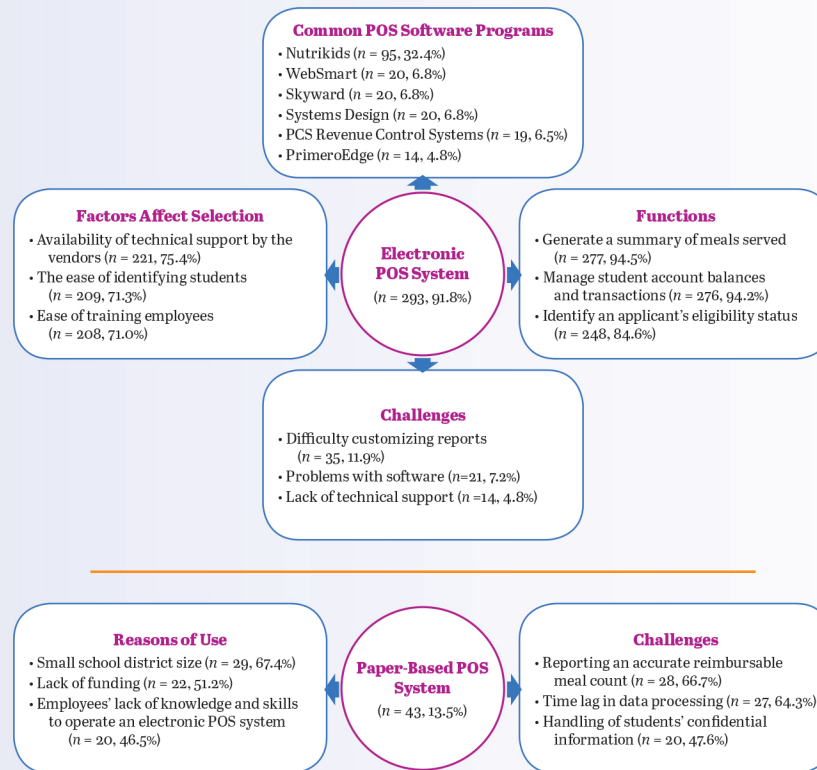 Common POS Software Programs
• Nutrikids (n = 95, 32.4%)
• WebSmart (n = 20, 6.8%)
• Skyward (n = 20, 6.8%)
• Systems Design (n = 20, 6.8%)
• PCS Revenue Control Systems (n = 19, 6.5%)
• PrimeroEdge (n = 14, 4.8%)
Factors Affect Selection
• Availability of technical support by the
vendors (n = 221, 75.4%)
• The ease of identifying students
(n = 209, 71.3%)
• Ease of training employees
(n = 208, 71.0%)
Electronic
POS System
(n = 293, 91.8%)
Functions
• Generate a summary of meals served
(n = 277, 94.5%)
• Manage student account balances
and transactions (n = 276, 94.2%)
• Identify an applicant’s eligibility status
(n = 248, 84.6%)
Challenges
• Difficulty customizing reports
(n = 35, 11.9%)
• Problems with software (n=21, 7.2%)
• Lack of technical support (n =14, 4.8%)
Reasons of Use
• Small school district size (n = 29, 67.4%)
• Lack of funding (n = 22, 51.2%)
• Employees’ lack of knowledge and skills
to operate an electronic POS system
(n = 20, 46.5%)
Paper-Based POS
System
(n = 43, 13.5%)
Challenges
• Reporting an accurate reimbursable
meal count (n = 28, 66.7%)
• Time lag in data processing (n = 27, 64.3%)
• Handling of students’ confidential
information (n = 20, 47.6%)